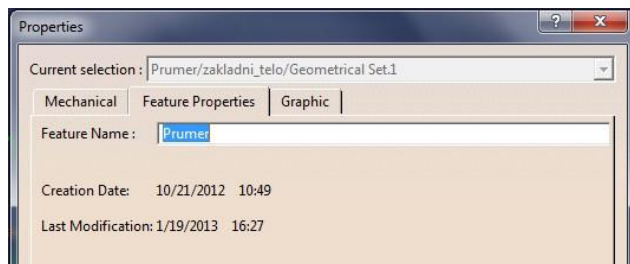 Properties
Current selection : Prumer/zakladni_telo/Geometrical Set.1
Mechanical Feature Properties Graphic
Feature Name : Prumer
Creation Date: 10/21/2012 10:49
Last Modification: 1/19/2013 16:27